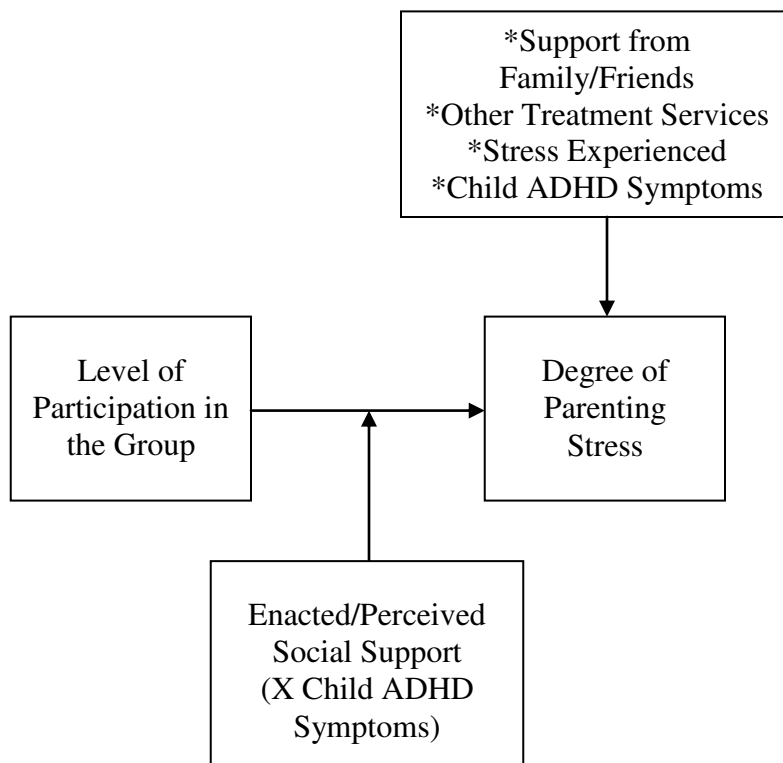 *Support from
Family/Friends
*Other Treatment Services
*Stress Experienced
*Child ADHD Symptoms
Level of
Participation in
the Group
Degree of
Parenting
Stress
Enacted/Perceived
Social Support
(X Child ADHD
Symptoms)